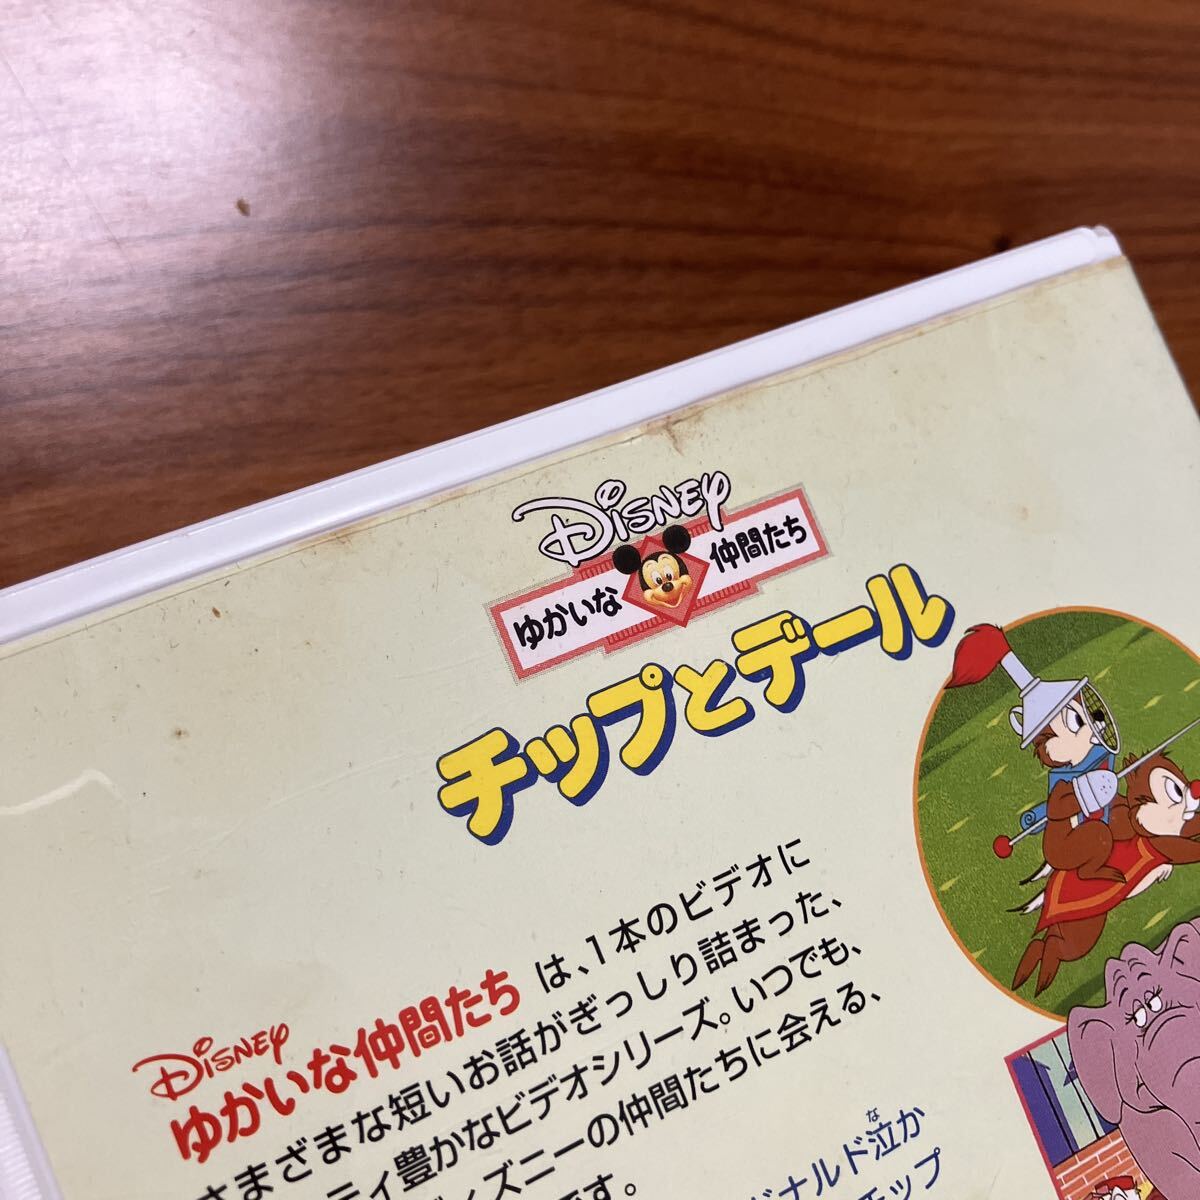 DISNEY
ゆかいな 仲間たち
チップとデール
DISNEY
ゆかいな仲間たち は、1本のビデオに
さまざまな短いお話がぎっしり詰まった、
ティ豊かなビデオシリーズ。いつでも、
ディズニーの仲間たちに会える、
です。
ドナルド泣か
な
チップ